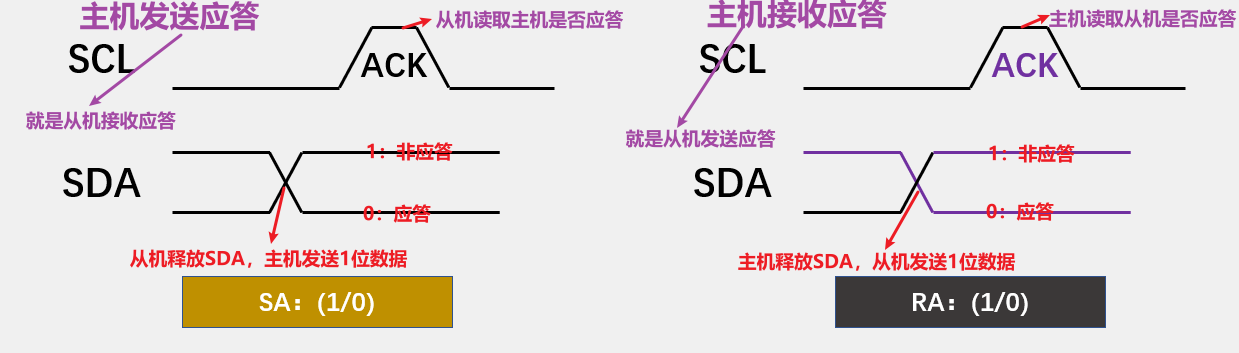 主机发送应答
从机读取主机是否应答
SCL
ACK
就是从机接收应答
1：非应答
SDA
0：应答
从机释放SDA，主机发送1位数据
SA：(1/0)
主机接收应答
主机读取从机是否应答
SCL
ACK
就是从机发送应答
1：非应答
SDA
0：应答
主机释放SDA，从机发送1位数据
RA：(1/0)